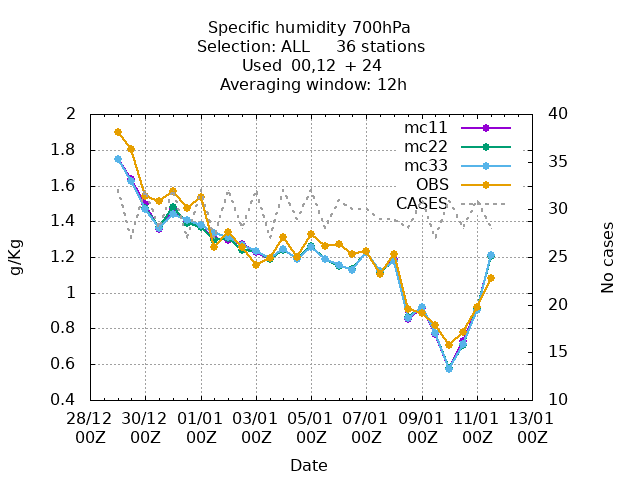 Specific humidity 700hPa
Selection: ALL 36 stations
Used 00,12 + 24
Averaging window: 12h
2 40
mc11
mc22
1.8
35
mc33
1.6
OBS
CASES
30
1.4
g/Kg
1.2
25
No cases
1
20
0.8
15
0.6
0.4 10
28/12 30/12 01/01 03/01 05/01 07/01 09/01 11/01 13/01
00Z 00Z 00Z 00Z 00Z 00Z 00Z 00Z 00Z
Date